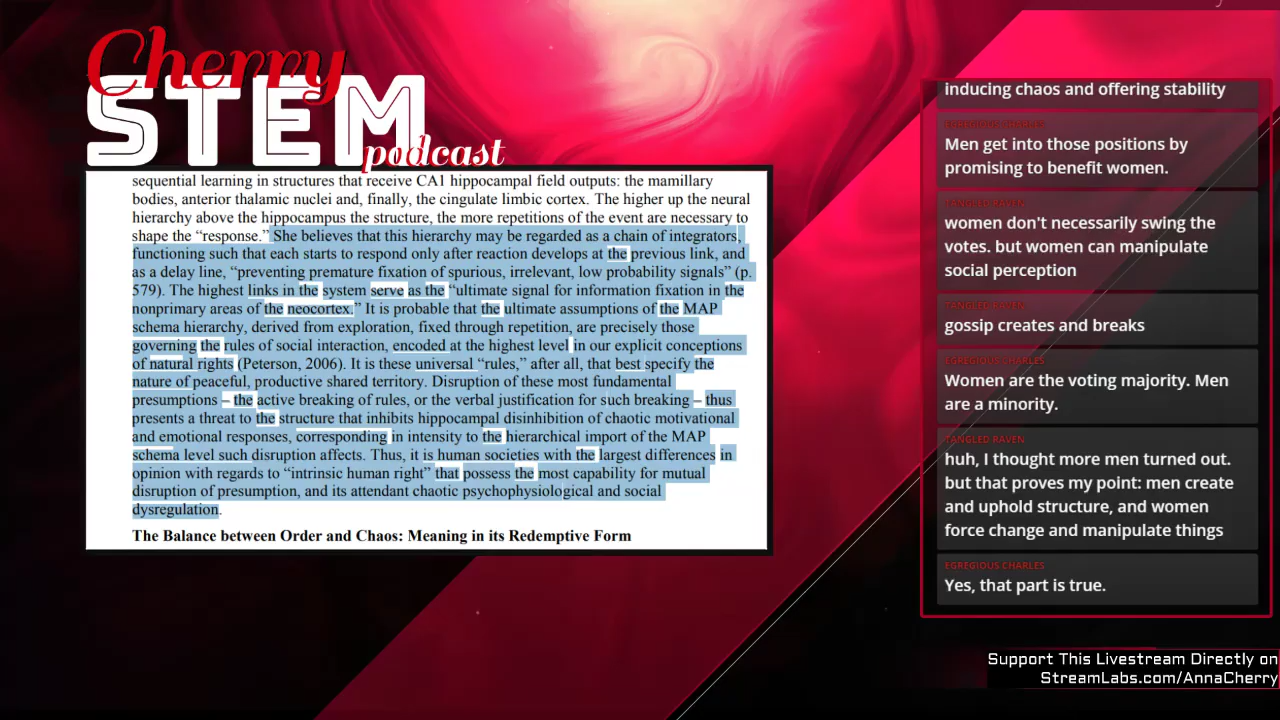 Cherry
STEM
podcast
sequential learning in structures that receive CA1 hippocampal field outputs: the mamillary
bodies, anterior thalamic nuclei and, finally, the cingulate limbic cortex. The higher up the neural
hierarchy above the hippocampus the structure, the more repetitions of the event are necessary to
shape the “response.” She believes that this hierarchy may be regarded as a chain of integrators,
functioning such that each starts to respond only after reaction develops at the previous link, and
as a delay line, “preventing premature fixation of spurious, irrelevant, low probability signals” (p.
579). The highest links in the system serve as the “ultimate signal for information fixation in the
nonprimary areas of the neocortex.” It is probable that the ultimate assumptions of the MAP
schema hierarchy, derived from exploration, fixed through repetition, are precisely those
governing the rules of social interaction, encoded at the highest level in our explicit conceptions
of natural rights (Peterson, 2006). It is these universal “rules,” after all, that best specify the
nature of peaceful, productive shared territory. Disruption of these most fundamental
presumptions – the active breaking of rules, or the verbal justification for such breaking – thus
presents a threat to the structure that inhibits hippocampal disinhibition of chaotic motivational
and emotional responses, corresponding in intensity to the hierarchical import of the MAP
schema level such disruption affects. Thus, it is human societies with the largest differences in
opinion with regards to “intrinsic human right” that possess the most capability for mutual
disruption of presumption, and its attendant chaotic psychophysiological and social
dysregulation.
The Balance between Order and Chaos: Meaning in its Redemptive Form
inducing chaos and offering stability
EGREGIOUS CHARLES
Men get into those positions by
promising to benefit women.
TANGLED RAVEN
women don't necessarily swing the
votes. but women can manipulate
social perception
TANGLED RAVEN
gossip creates and breaks
EGREGIOUS CHARLES
Women are the voting majority. Men
are a minority.
TANGLED RAVEN
huh, I thought more men turned out.
but that proves my point: men create
and uphold structure, and women
force change and manipulate things
EGREGIOUS CHARLES
Yes, that part is true.
Support This Livestream Directly on
StreamLabs.com/AnnaCherry